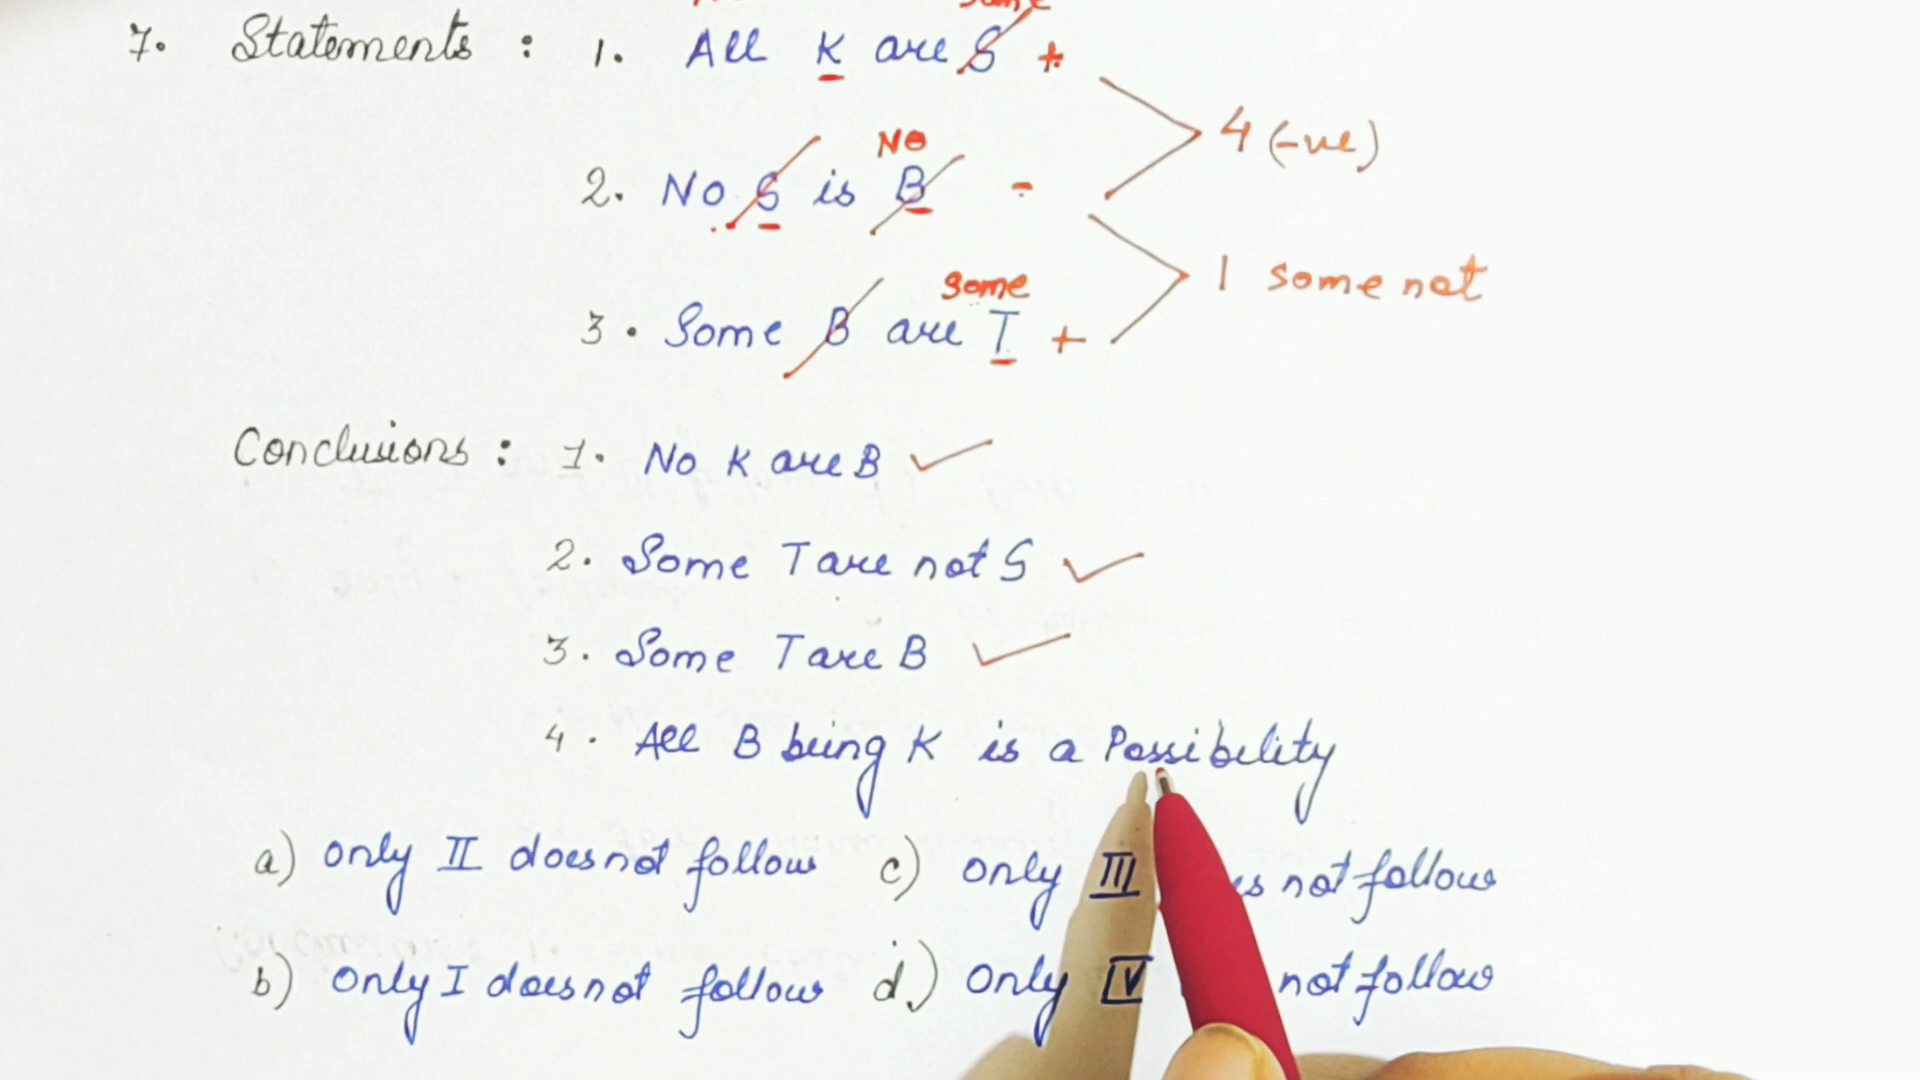 7. Statements : 1. All K are S +
4 (-ve)
NO
2. No S is B -
1 some not
Some
3. Some B are T +
Conclusions : 1. No K are B ✓
2. Some T are not S ✓
3. Some T are B ✓
4. All B being K is a Possibility
a) only II does not follow c) only III not follow
b) only I does not follow d.) only IV not follow